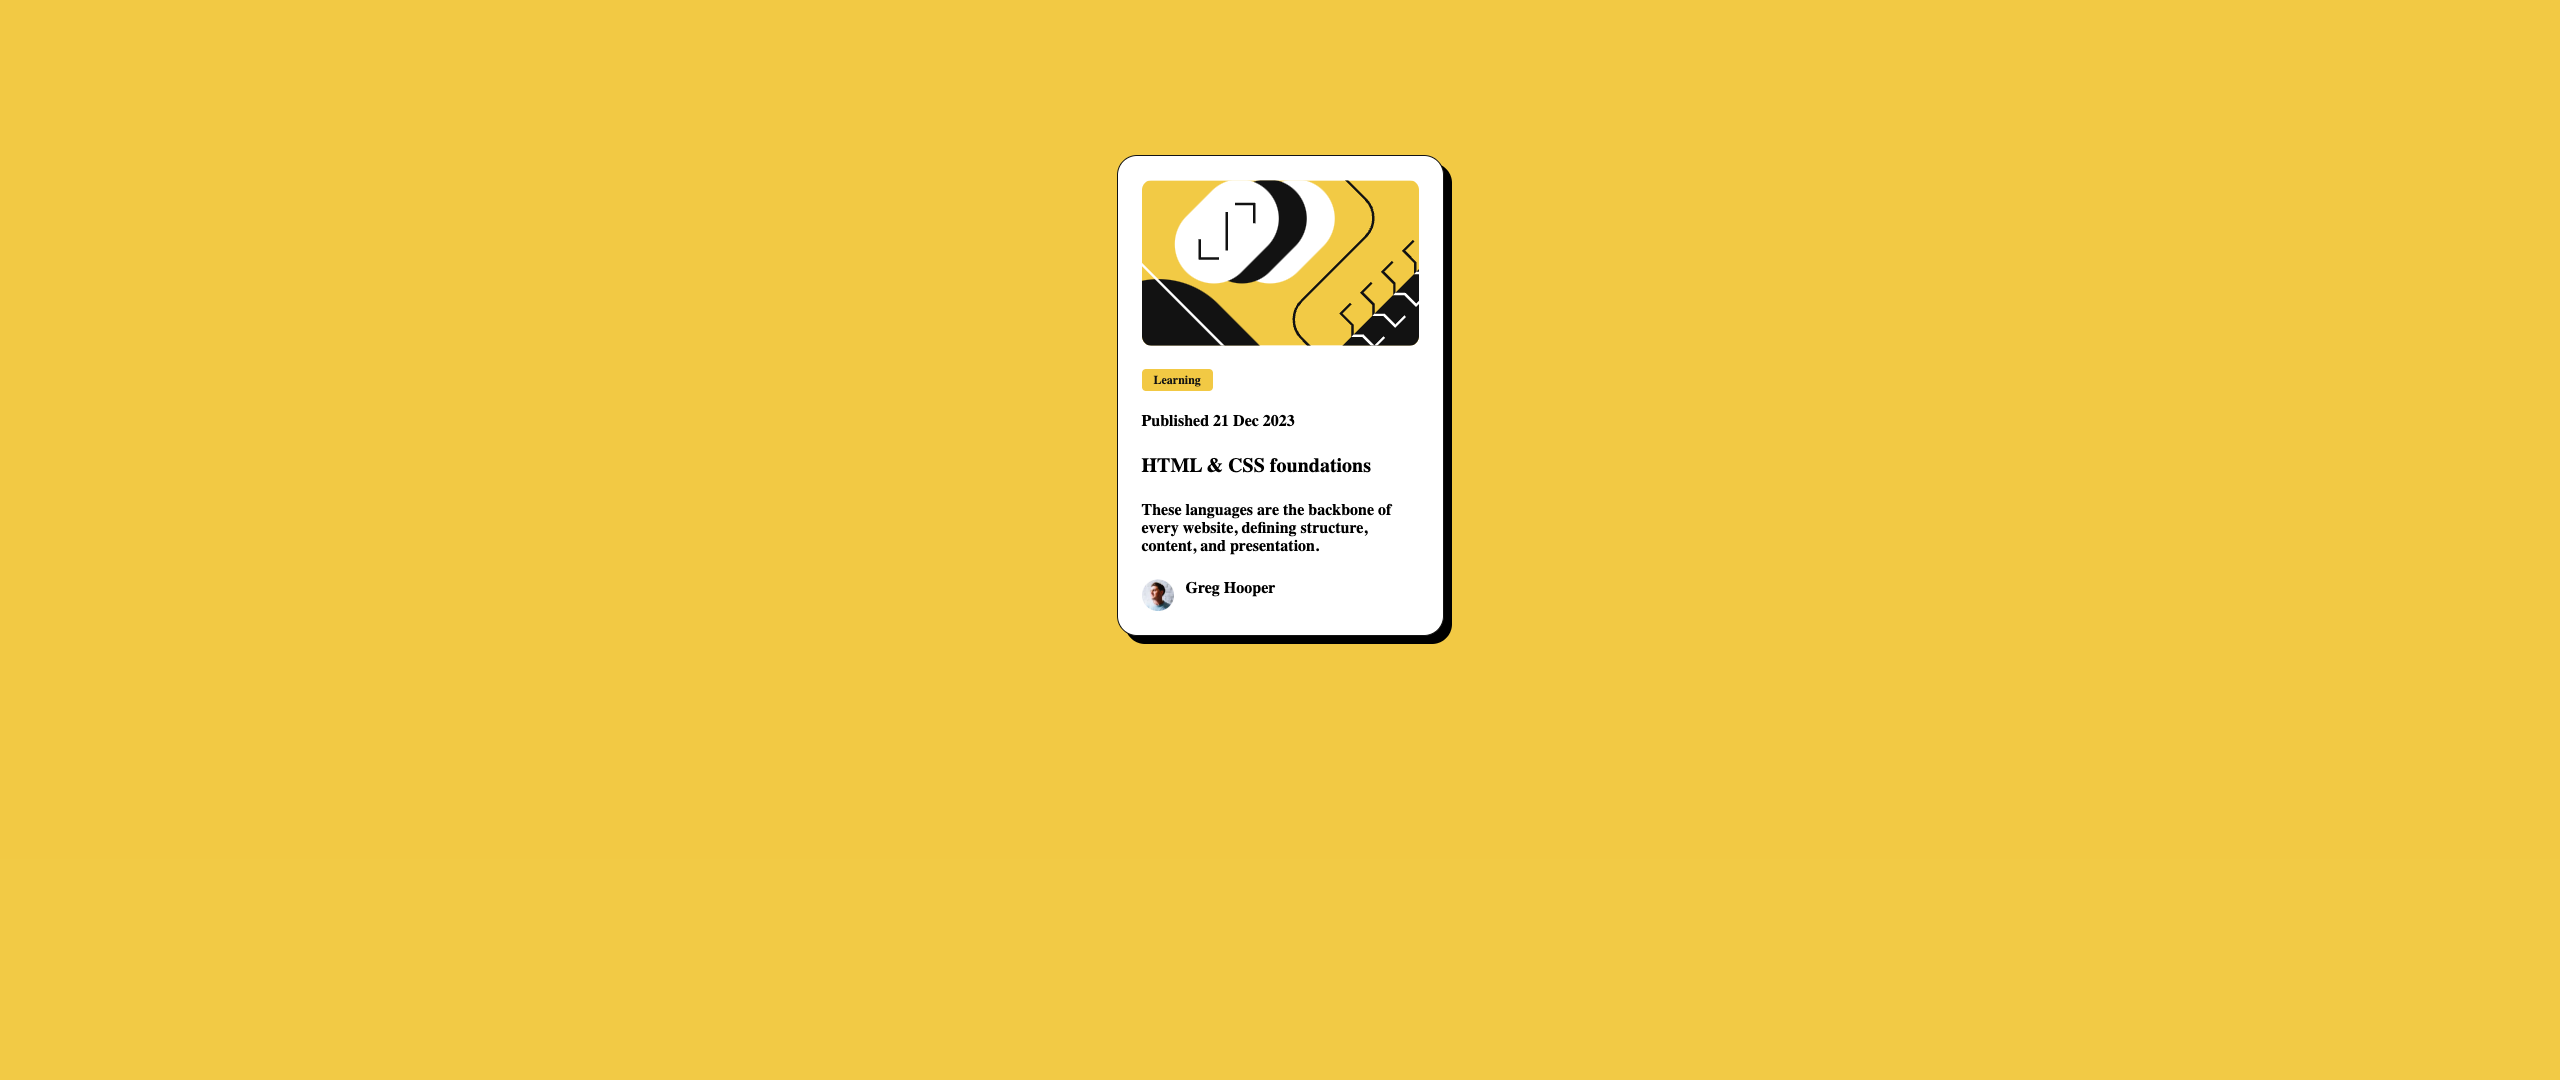 Learning
Published 21 Dec 2023
HTML & CSS foundations
These languages are the backbone of
every website, defining structure,
content, and presentation.
Greg Hooper